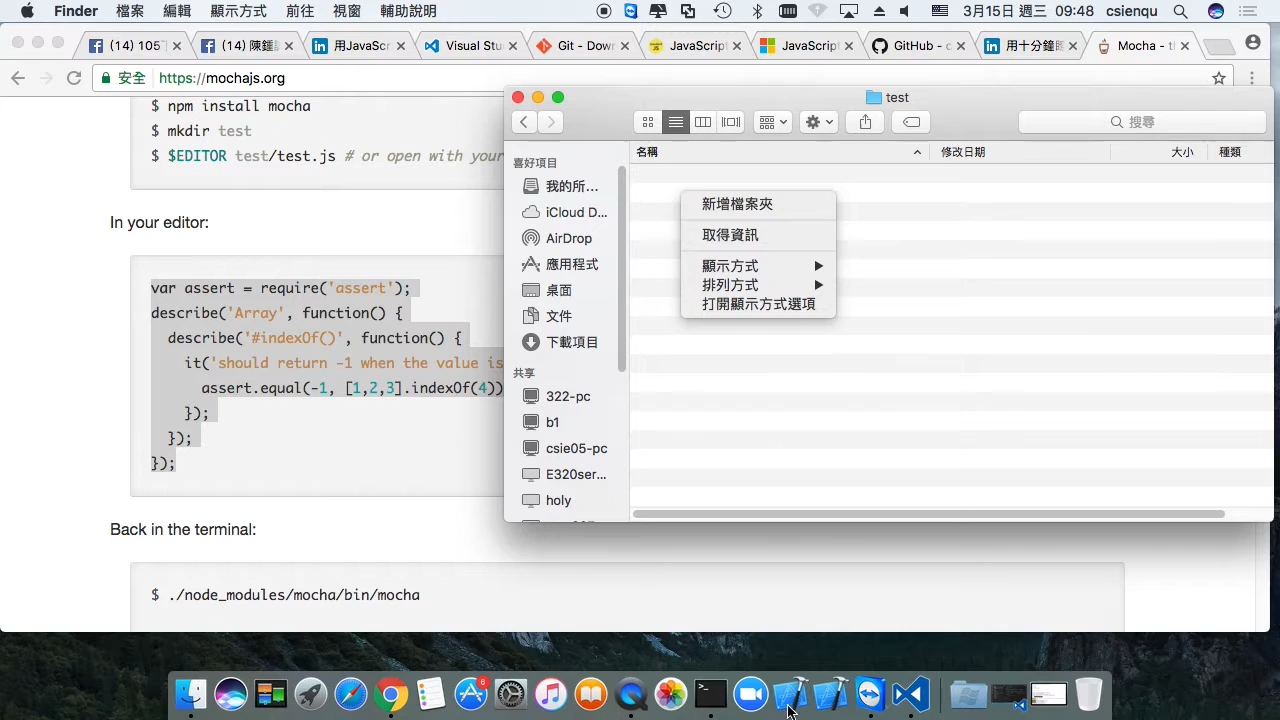 Finder 檔案 編輯 顯示方式 前往 視窗 輔助說明 3月15日 週三 09:48 csienqu
(14) 105
(14) 陳鍾
用JavaScr
Visual Stu
Git - Down
JavaScript
JavaScript
GitHub - c
用十分鐘
Mocha - t
安全 https://mochajs.org
$ npm install mocha
$ mkdir test
$ $EDITOR test/test.js # or open with your
In your editor:
var assert = require('assert');
describe('Array', function() {
describe('#indexOf()', function() {
it('should return -1 when the value is
assert.equal(-1, [1,2,3].indexOf(4))
});
});
});
Back in the terminal:
$ ./node_modules/mocha/bin/mocha
test
搜尋
喜好項目
我的所...
iCloud D...
AirDrop
應用程式
桌面
文件
下載項目
共享
322-pc
b1
csie05-pc
E320ser...
holy
名稱 修改日期 大小 種類
新增檔案夾
取得資訊
顯示方式
排列方式
打開顯示方式選項
6